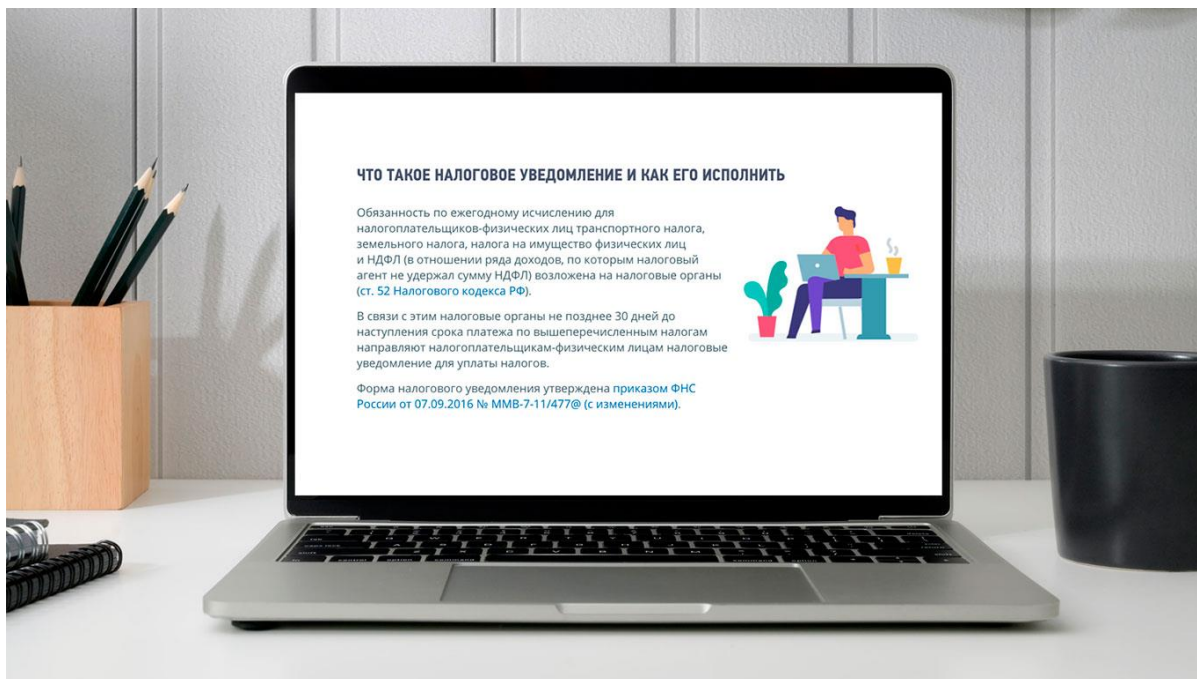 ЧТО ТАКОЕ НАЛОГОВОЕ УВЕДОМЛЕНИЕ И КАК ЕГО ИСПОЛНИТЬ
Обязанность по ежегодному исчислению для
налогоплательщиков-физических лиц транспортного налога,
земельного налога, налога на имущество физических лиц
и НДФЛ (в отношении ряда доходов, по которым налоговый
агент не удержал сумму НДФЛ) возложена на налоговые органы
(ст. 52 Налогового кодекса РФ).
В связи с этим налоговые органы не позднее 30 дней до
наступления срока платежа по вышеперечисленным налогам
направляют налогоплательщикам-физическим лицам налоговые
уведомление для уплаты налогов.
Форма налогового уведомления утверждена приказом ФНС
России от 07.09.2016 № ММВ-7-11/477@ (с изменениями).